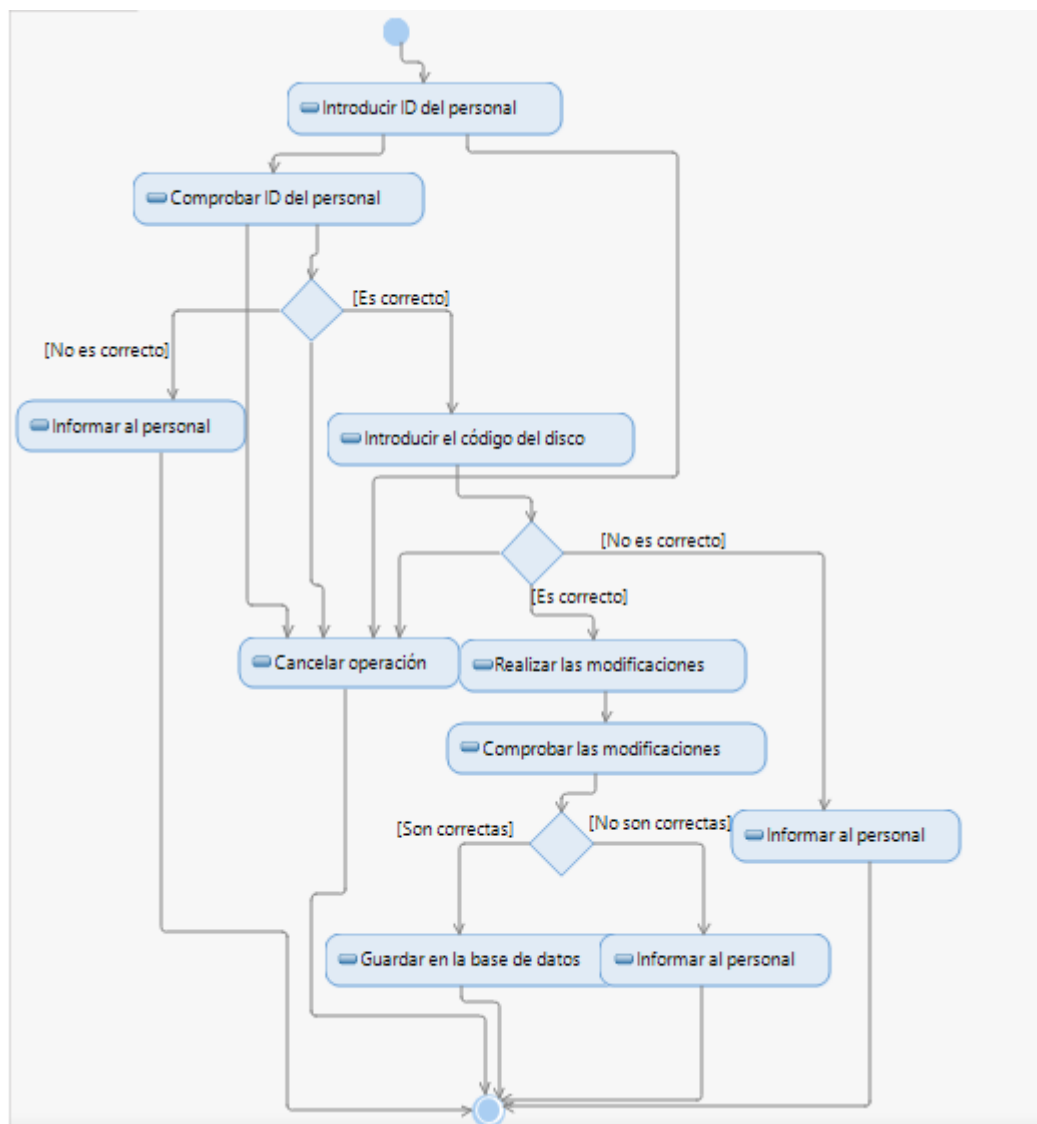 Introducir ID del personal
Comprobar ID del personal
[Es correcto]
[No es correcto]
Informar al personal
Introducir el código del disco
[No es correcto]
[Es correcto]
Cancelar operación
Realizar las modificaciones
Comprobar las modificaciones
[Son correctas]
[No son correctas]
Informar al personal
Guardar en la base de datos
Informar al personal